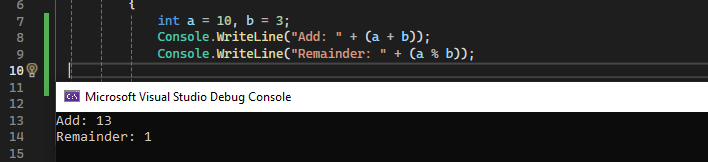 6 {
7 int a = 10, b = 3;
8 Console.WriteLine("Add: " + (a + b));
9 Console.WriteLine("Remainder: " + (a % b));
10
11
Microsoft Visual Studio Debug Console
12
13 Add: 13
14 Remainder: 1
15